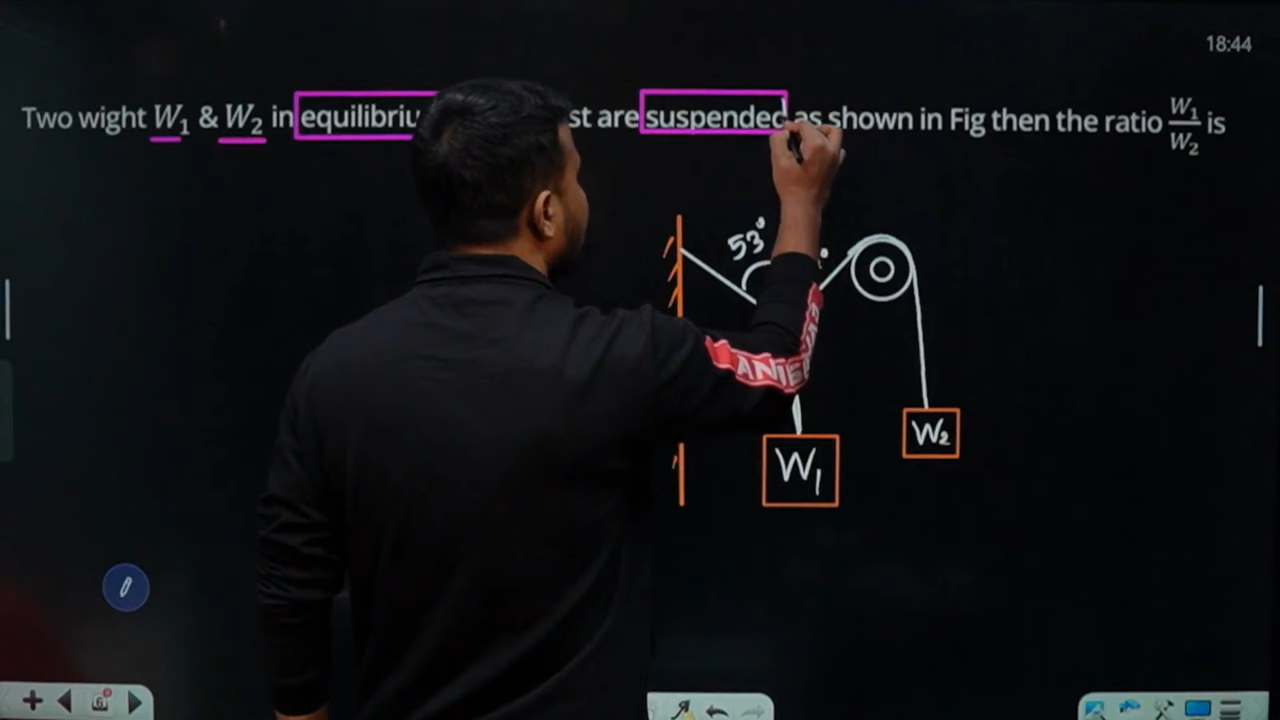 18:44
Two wight W₁ & W₂ in equilibriu st are suspended as shown in Fig then the ratio W₁/W₂ is
53°
W₁
W₂